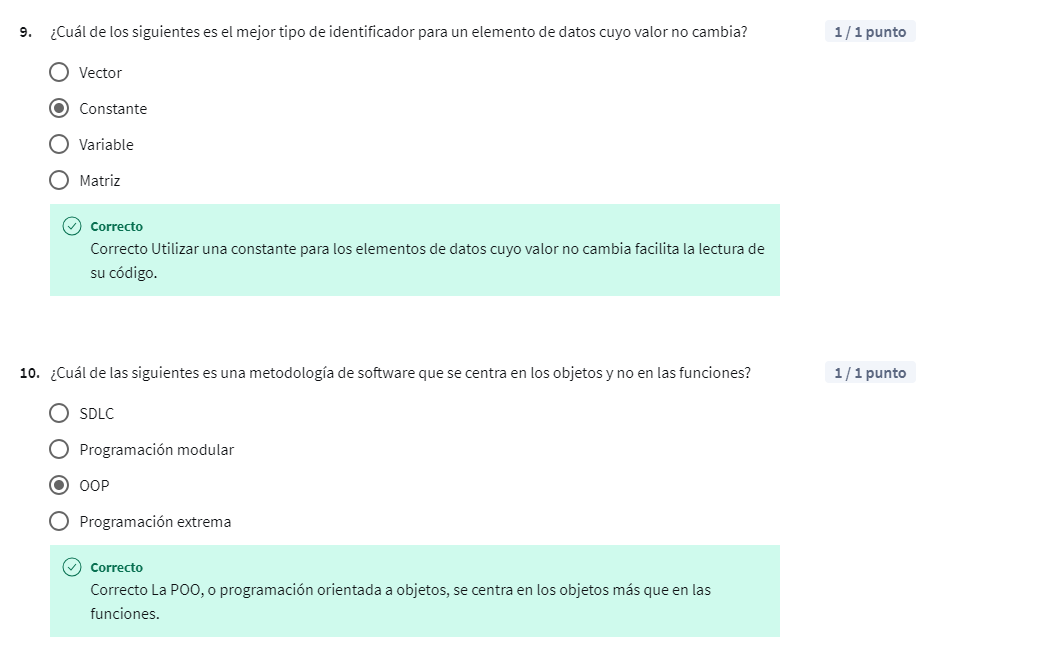 9. ¿Cuál de los siguientes es el mejor tipo de identificador para un elemento de datos cuyo valor no cambia? 1 / 1 punto
Vector
Constante
Variable
Matriz
Correcto
Correcto Utilizar una constante para los elementos de datos cuyo valor no cambia facilita la lectura de
su código.
10. ¿Cuál de las siguientes es una metodología de software que se centra en los objetos y no en las funciones? 1 / 1 punto
SDLC
Programación modular
OOP
Programación extrema
Correcto
Correcto La POO, o programación orientada a objetos, se centra en los objetos más que en las
funciones.